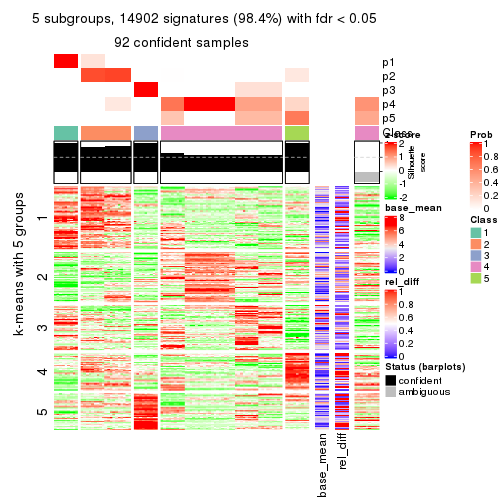 5 subgroups, 14902 signatures (98.4%) with fdr < 0.05
92 confident samples
p1
p2
p3
p4
p5
Class
z-score
2
1
0
-1
-2
Silhouette
score
base_mean
8
6
4
2
0
rel_diff
1
0.8
0.6
0.4
0.2
0
Status (barplots)
confident
ambiguous
Prob
1
0.8
0.6
0.4
0.2
0
Class
1
2
3
4
5
k-means with 5 groups
1
2
3
4
5
base_mean
rel_diff